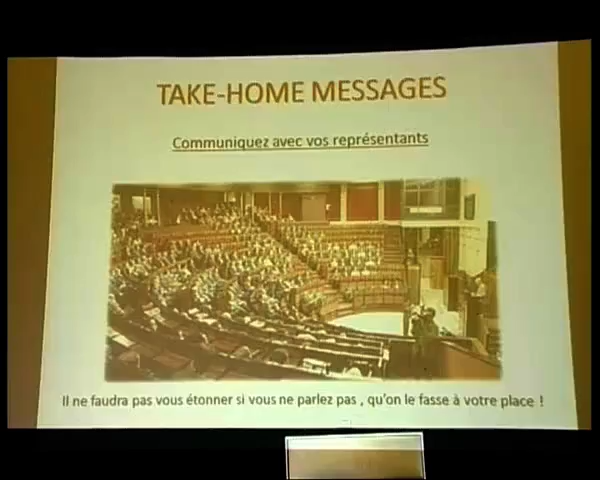 TAKE-HOME MESSAGES
Communiquez avec vos représentants
Il ne faudra pas vous étonner si vous ne parlez pas , qu'on le fasse à votre place !